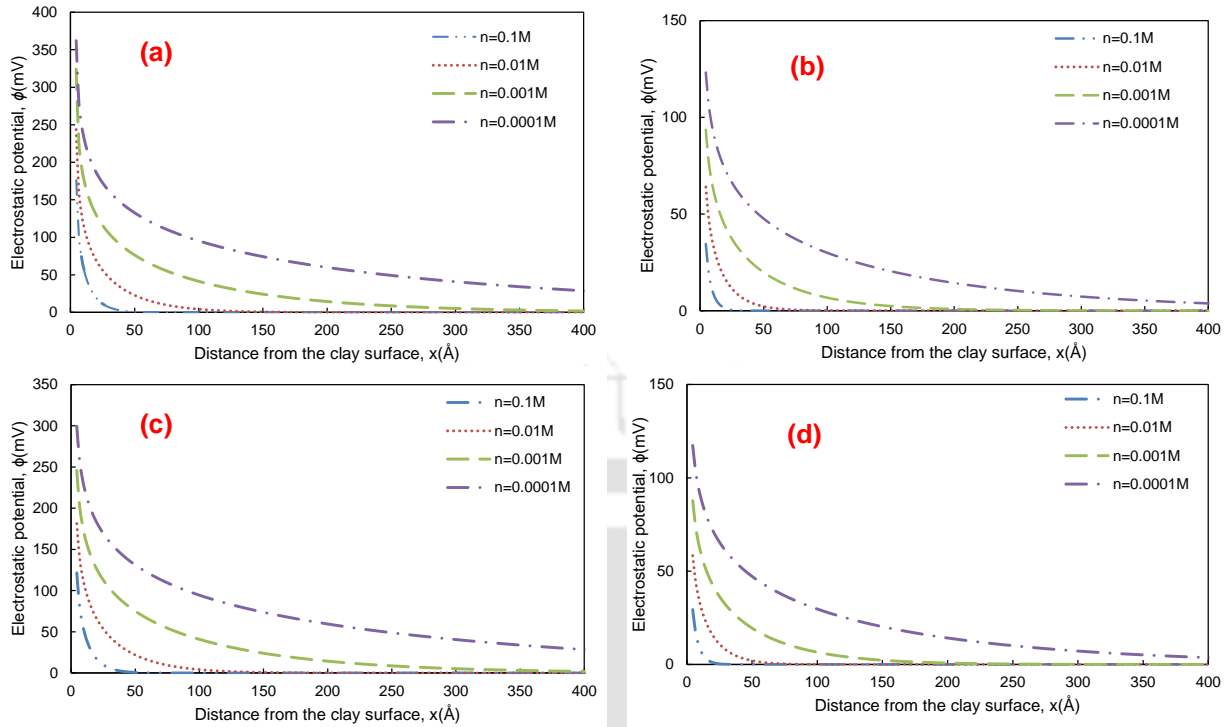 (a)
Electrostatic potential, ϕ(mV)
400
350
300
250
200
150
100
50
0
0 50 100 150 200 250 300 350 400
Distance from the clay surface, x(Å)
n=0.1M
n=0.01M
n=0.001M
n=0.0001M
(b)
Electrostatic potential, ϕ(mV)
150
100
50
0
0 50 100 150 200 250 300 350 400
Distance from the clay surface, x(Å)
n=0.1M
n=0.01M
n=0.001M
n=0.0001M
(c)
Electrostatic potential, ϕ(mV)
350
300
250
200
150
100
50
0
0 50 100 150 200 250 300 350 400
Distance from the clay surface, x(Å)
n=0.1M
n=0.01M
n=0.001M
n=0.0001M
(d)
Electrostatic potential, ϕ(mV)
150
100
50
0
0 50 100 150 200 250 300 350 400
Distance from the clay surface, x(Å)
n=0.1M
n=0.01M
n=0.001M
n=0.0001M